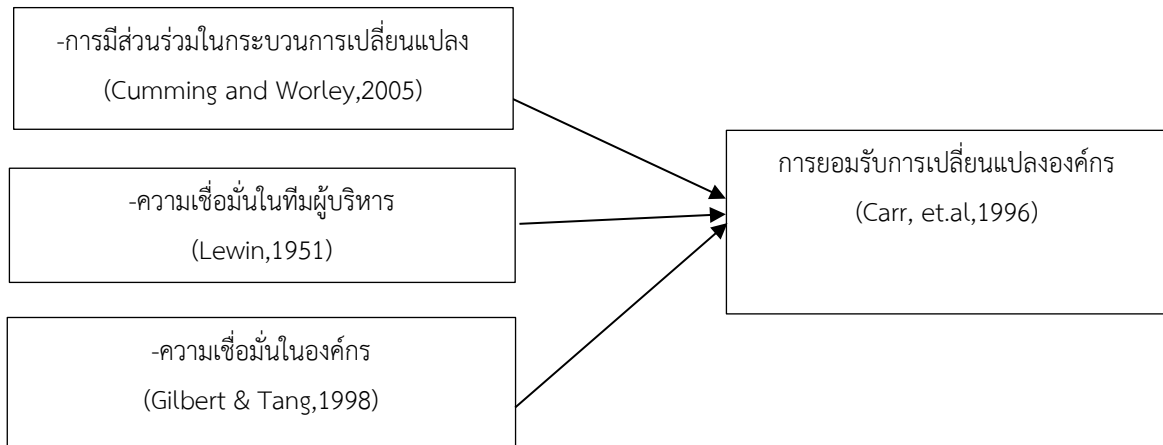 -การมีส่วนร่วมในกระบวนการเปลี่ยนแปลง
(Cumming and Worley,2005)
-ความเชื่อมั่นในทีมผู้บริหาร
(Lewin,1951)
-ความเชื่อมั่นในองค์กร
(Gilbert & Tang,1998)
การยอมรับการเปลี่ยนแปลงองค์กร
(Carr, et.al,1996)